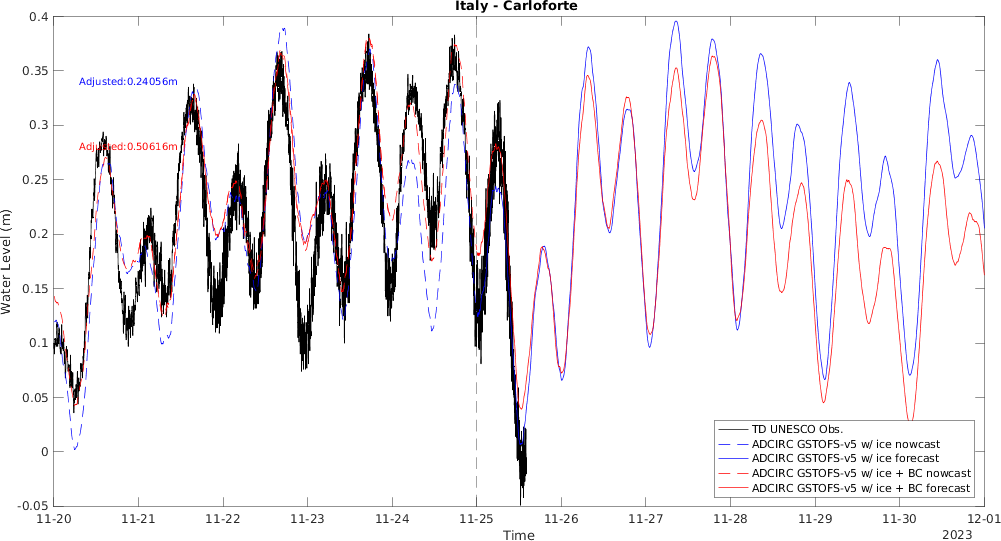 Italy - Carloforte
0.4
0.35
0.3
0.25
0.2
0.15
0.1
0.05
0
-0.05
Water Level (m)
Adjusted:0.24056m
Adjusted:0.50616m
TD UNESCO Obs.
ADCIRC GSTOFS-v5 w/ ice nowcast
ADCIRC GSTOFS-v5 w/ ice forecast
ADCIRC GSTOFS-v5 w/ ice + BC nowcast
ADCIRC GSTOFS-v5 w/ ice + BC forecast
11-20 11-21 11-22 11-23 11-24 11-25 11-26 11-27 11-28 11-29 11-30 12-01
Time
2023